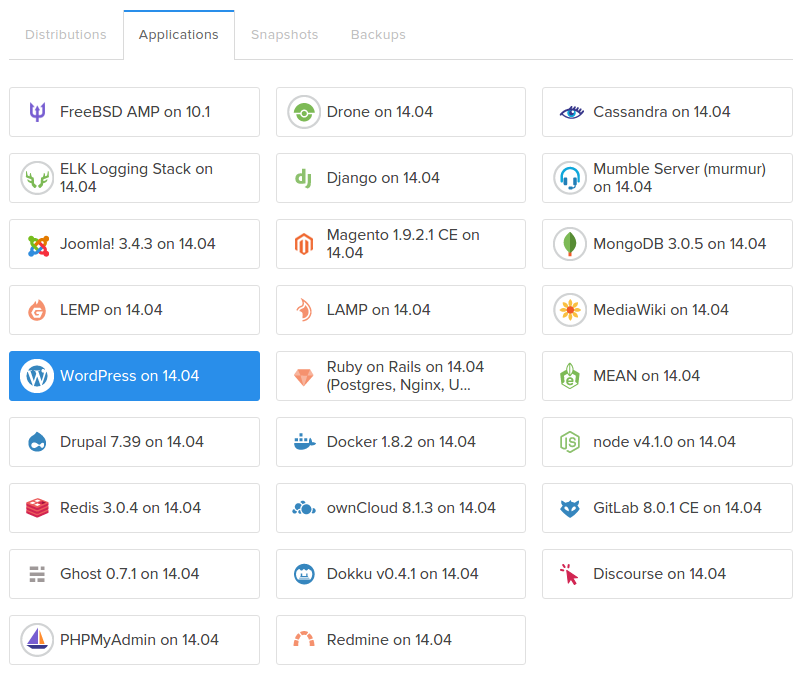 Distributions Applications Snapshots Backups
FreeBSD AMP on 10.1
Drone on 14.04
Cassandra on 14.04
ELK Logging Stack on
14.04
Django on 14.04
Mumble Server (murmur)
on 14.04
Joomla! 3.4.3 on 14.04
Magento 1.9.2.1 CE on
14.04
MongoDB 3.0.5 on 14.04
LEMP on 14.04
LAMP on 14.04
MediaWiki on 14.04
WordPress on 14.04
Ruby on Rails on 14.04
(Postgres, Nginx, U...
MEAN on 14.04
Drupal 7.39 on 14.04
Docker 1.8.2 on 14.04
node v4.1.0 on 14.04
Redis 3.0.4 on 14.04
ownCloud 8.1.3 on 14.04
GitLab 8.0.1 CE on 14.04
Ghost 0.7.1 on 14.04
Dokku v0.4.1 on 14.04
Discourse on 14.04
PHPMyAdmin on 14.04
Redmine on 14.04